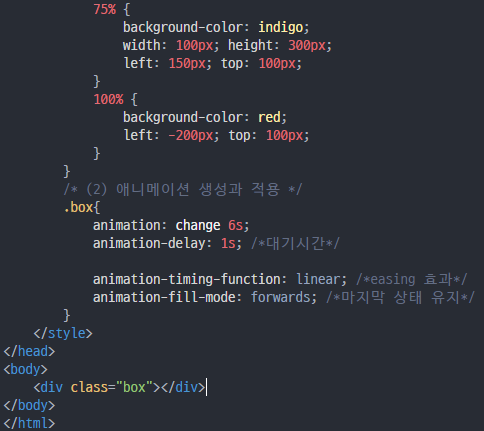 75% {
background-color: indigo;
width: 100px; height: 300px;
left: 150px; top: 100px;
}
100% {
background-color: red;
left: -200px; top: 100px;
}
}
/* (2) 애니메이션 생성과 적용 */
.box{
animation: change 6s;
animation-delay: 1s; /*대기시간*/
animation-timing-function: linear; /*easing 효과*/
animation-fill-mode: forwards; /*마지막 상태 유지*/
}
</style>
</head>
<body>
<div class="box"></div>
</body>
</html>